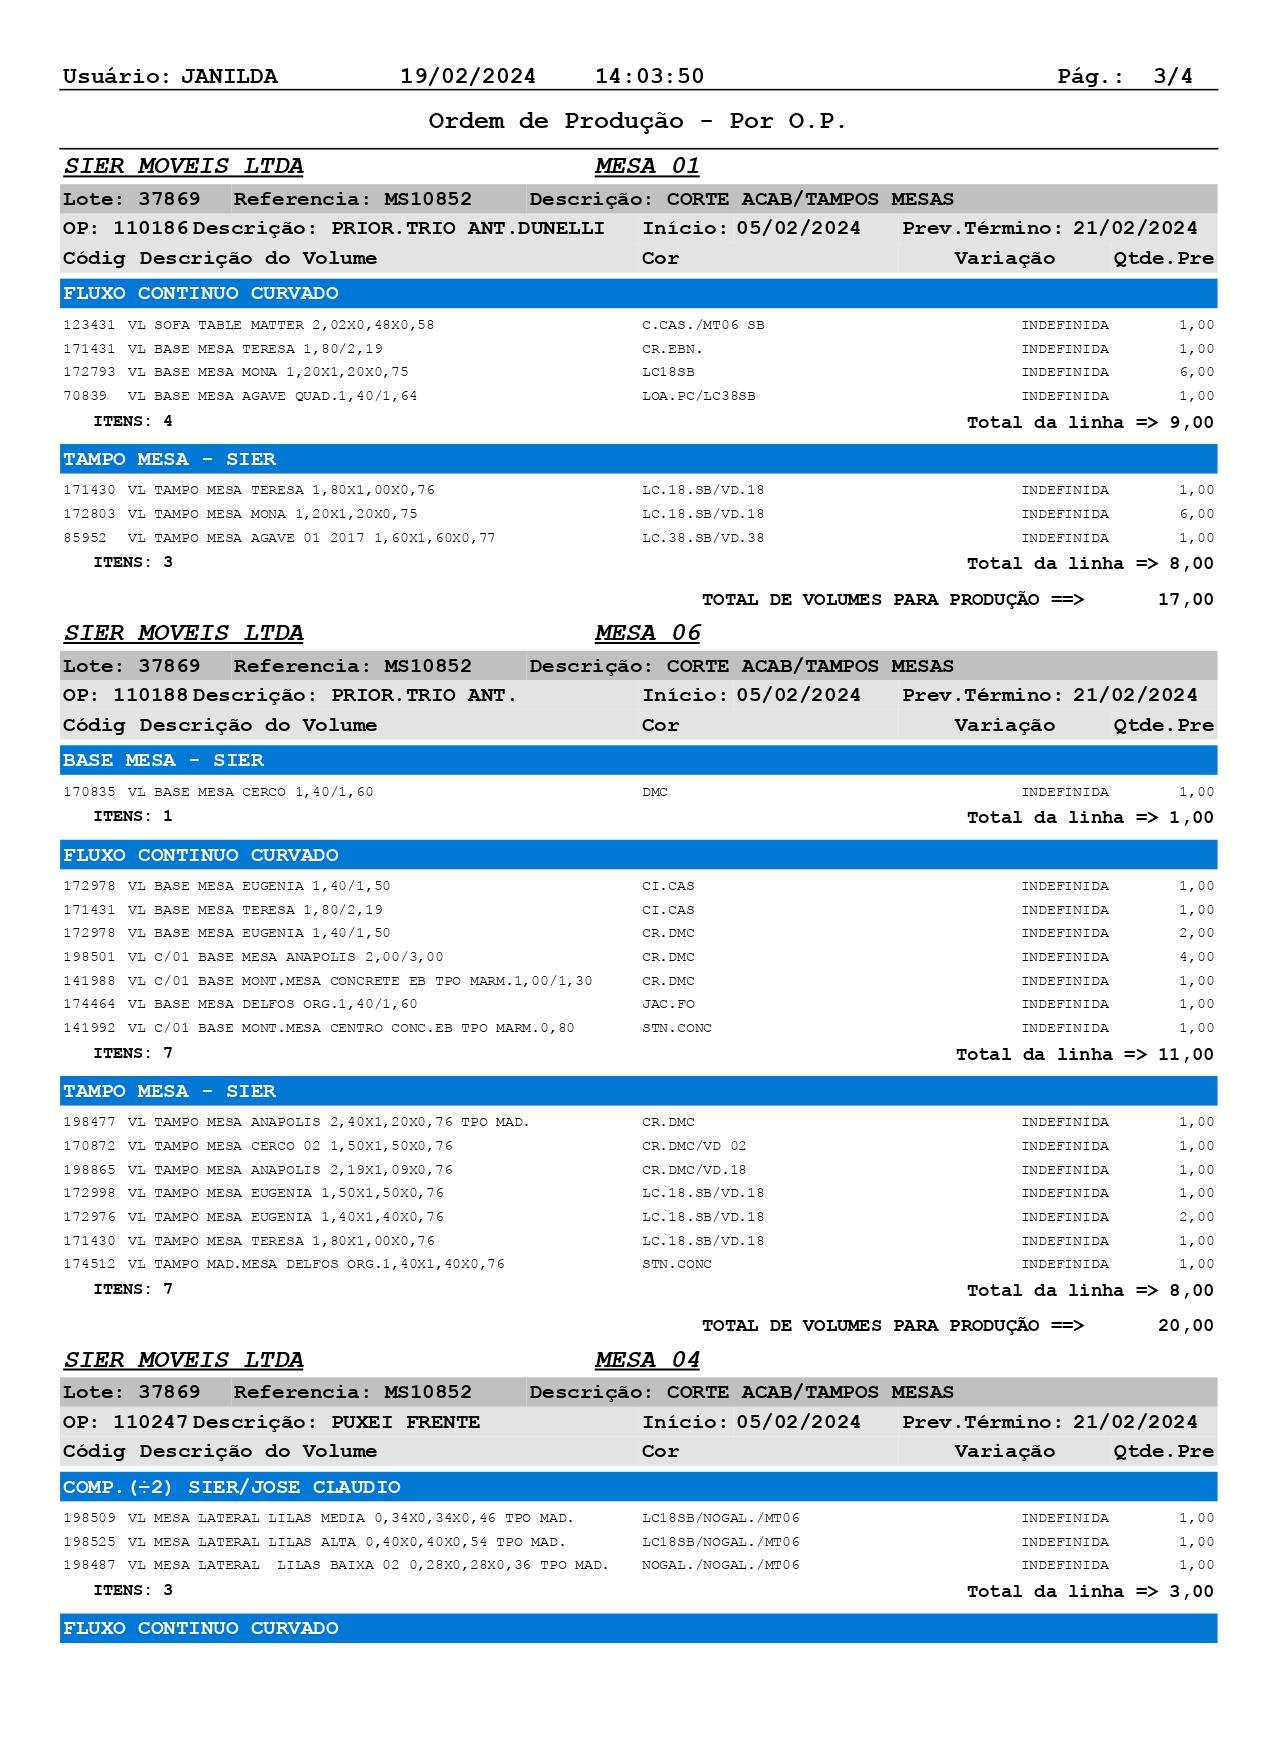 Usuário: JANILDA 19/02/2024 14:03:50 Pág.: 3/4
Ordem de Produção - Por O.P.
SIER MOVEIS LTDA MESA 01
Lote: 37869 Referencia: MS10852 Descrição: CORTE ACAB/TAMPOS MESAS
OP: 110186 Descrição: PRIOR.TRIO ANT.DUNELLI Início: 05/02/2024 Prev.Término: 21/02/2024
Códig Descrição do Volume Cor Variação Qtde.Pre
FLUXO CONTINUO CURVADO
123431 VL SOFA TABLE MATTER 2,02X0,48X0,58 C.CAS./MT06 SB INDEFINIDA 1,00
171431 VL BASE MESA TERESA 1,80/2,19 CR.EBN. INDEFINIDA 1,00
172793 VL BASE MESA MONA 1,20X1,20X0,75 LC18SB INDEFINIDA 6,00
70839 VL BASE MESA AGAVE QUAD.1,40/1,64 LOA.PC/LC38SB INDEFINIDA 1,00
ITENS: 4 Total da linha => 9,00
TAMPO MESA - SIER
171430 VL TAMPO MESA TERESA 1,80X1,00X0,76 LC.18.SB/VD.18 INDEFINIDA 1,00
172803 VL TAMPO MESA MONA 1,20X1,20X0,75 LC.18.SB/VD.18 INDEFINIDA 6,00
85952 VL TAMPO MESA AGAVE 01 2017 1,60X1,60X0,77 LC.38.SB/VD.38 INDEFINIDA 1,00
ITENS: 3 Total da linha => 8,00
TOTAL DE VOLUMES PARA PRODUÇÃO ==> 17,00
SIER MOVEIS LTDA MESA 06
Lote: 37869 Referencia: MS10852 Descrição: CORTE ACAB/TAMPOS MESAS
OP: 110188 Descrição: PRIOR.TRIO ANT. Início: 05/02/2024 Prev.Término: 21/02/2024
Códig Descrição do Volume Cor Variação Qtde.Pre
BASE MESA - SIER
170835 VL BASE MESA CERCO 1,40/1,60 DMC INDEFINIDA 1,00
ITENS: 1 Total da linha => 1,00
FLUXO CONTINUO CURVADO
172978 VL BASE MESA EUGENIA 1,40/1,50 CI.CAS INDEFINIDA 1,00
171431 VL BASE MESA TERESA 1,80/2,19 CI.CAS INDEFINIDA 1,00
172978 VL BASE MESA EUGENIA 1,40/1,50 CR.DMC INDEFINIDA 2,00
198501 VL C/01 BASE MESA ANAPOLIS 2,00/3,00 CR.DMC INDEFINIDA 4,00
141988 VL C/01 BASE MONT.MESA CONCRETE EB TPO MARM.1,00/1,30 CR.DMC INDEFINIDA 1,00
174464 VL BASE MESA DELFOS ORG.1,40/1,60 JAC.FO INDEFINIDA 1,00
141992 VL C/01 BASE MONT.MESA CENTRO CONC.EB TPO MARM.0,80 STN.CONC INDEFINIDA 1,00
ITENS: 7 Total da linha => 11,00
TAMPO MESA - SIER
198477 VL TAMPO MESA ANAPOLIS 2,40X1,20X0,76 TPO MAD. CR.DMC INDEFINIDA 1,00
170872 VL TAMPO MESA CERCO 02 1,50X1,50X0,76 CR.DMC/VD 02 INDEFINIDA 1,00
198865 VL TAMPO MESA ANAPOLIS 2,19X1,09X0,76 CR.DMC/VD.18 INDEFINIDA 1,00
172998 VL TAMPO MESA EUGENIA 1,50X1,50X0,76 LC.18.SB/VD.18 INDEFINIDA 1,00
172976 VL TAMPO MESA EUGENIA 1,40X1,40X0,76 LC.18.SB/VD.18 INDEFINIDA 2,00
171430 VL TAMPO MESA TERESA 1,80X1,00X0,76 LC.18.SB/VD.18 INDEFINIDA 1,00
174512 VL TAMPO MAD.MESA DELFOS ORG.1,40X1,40X0,76 STN.CONC INDEFINIDA 1,00
ITENS: 7 Total da linha => 8,00
TOTAL DE VOLUMES PARA PRODUÇÃO ==> 20,00
SIER MOVEIS LTDA MESA 04
Lote: 37869 Referencia: MS10852 Descrição: CORTE ACAB/TAMPOS MESAS
OP: 110247 Descrição: PUXEI FRENTE Início: 05/02/2024 Prev.Término: 21/02/2024
Códig Descrição do Volume Cor Variação Qtde.Pre
COMP.(÷2) SIER/JOSE CLAUDIO
198509 VL MESA LATERAL LILAS MEDIA 0,34X0,34X0,46 TPO MAD. LC18SB/NOGAL./MT06 INDEFINIDA 1,00
198525 VL MESA LATERAL LILAS ALTA 0,40X0,40X0,54 TPO MAD. LC18SB/NOGAL./MT06 INDEFINIDA 1,00
198487 VL MESA LATERAL  LILAS BAIXA 02 0,28X0,28X0,36 TPO MAD. NOGAL./NOGAL./MT06 INDEFINIDA 1,00
ITENS: 3 Total da linha => 3,00
FLUXO CONTINUO CURVADO